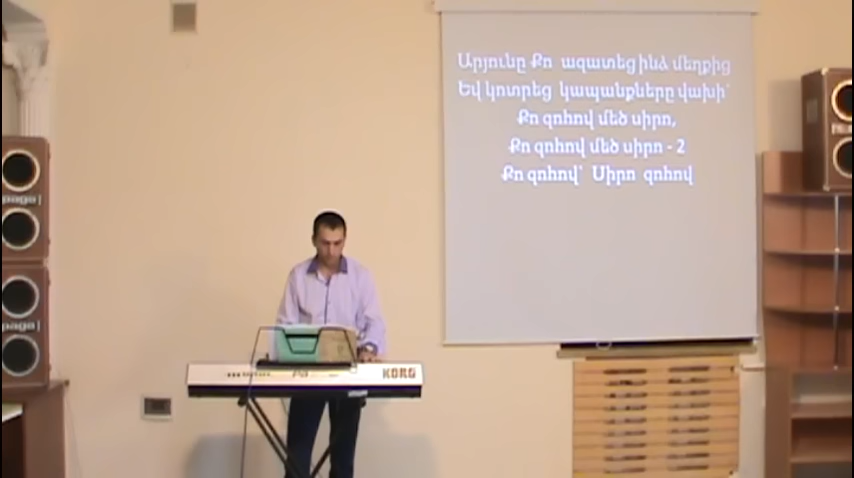 Արյունը Քո ազատեց ինձ մեղքից
Եվ կոտրեց կապանքները վախի՝
Քո զոհով մեծ սիրո,
Քո զոհով մեծ սիրո - 2
Քո զոհով՝ Սիրո զոհով
KORG